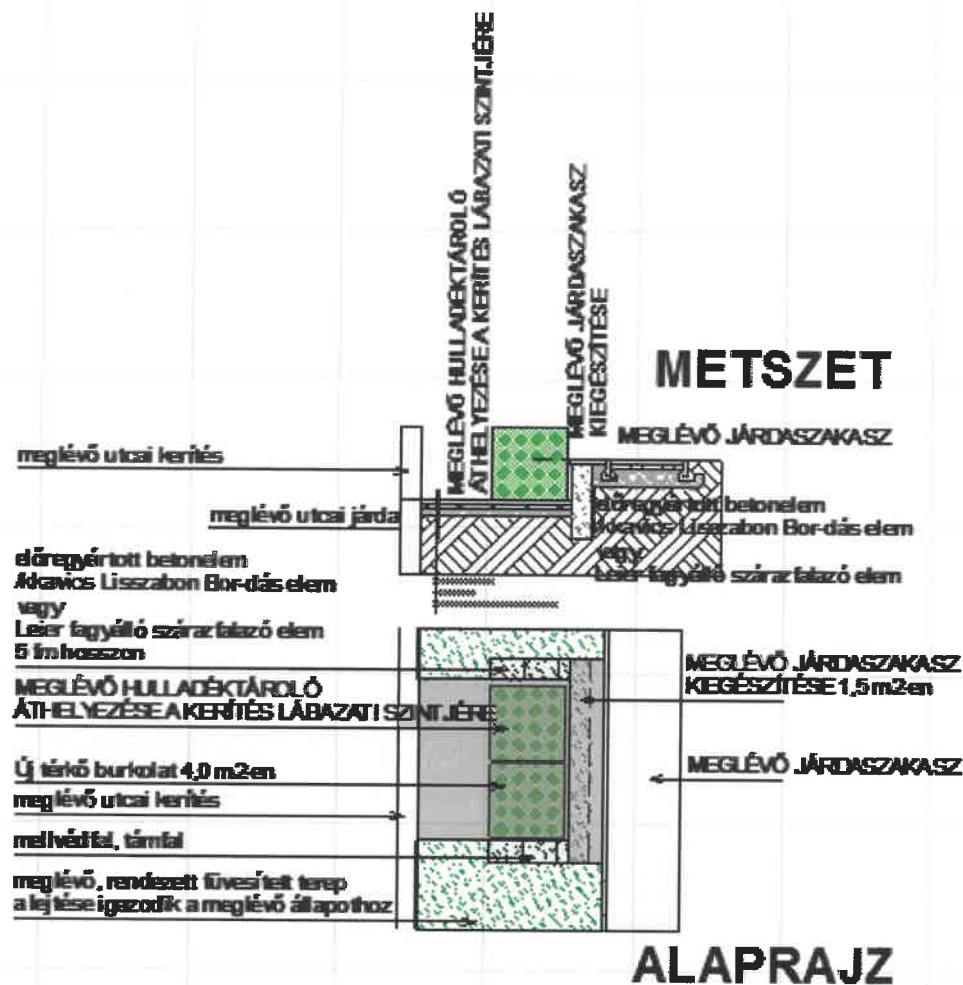 MEGLÉVŐ HULLADÉKTÁROLÓ
ÁTHELYEZÉSE A KERÍTÉS LÁBAZATI SZINTJÉRE
MEGLÉVŐ JÁRDASZAKASZ
KIEGÉSZÍTÉSE
METSZET
MEGLÉVŐ JÁRDASZAKASZ
meglévő utcai kerítés
meglévő utcai járda
előregyártott betonelem
Akkavics Lisszabon Bor-dás elem
vagy
Leier fagyálló száraz falazó elem
előregyártott betonelem
Akkavics Lisszabon Bor-dás elem
vagy
Leier fagyálló száraz falazó elem
5 fm hosszon
MEGLÉVŐ HULLADÉKTÁROLÓ
ÁTHELYEZÉSE A KERÍTÉS LÁBAZATI SZINTJÉRE
Új térkő burkolat 4,0 m2-en
meglévő utcai kerítés
mellvédfal, támfal
meglévő, rendezett füvesített terep
a lejtése igazodik a meglévő állapothoz
MEGLÉVŐ JÁRDASZAKASZ
KIEGÉSZÍTÉSE 1,5 m2-en
MEGLÉVŐ JÁRDASZAKASZ
ALAPRAJZ